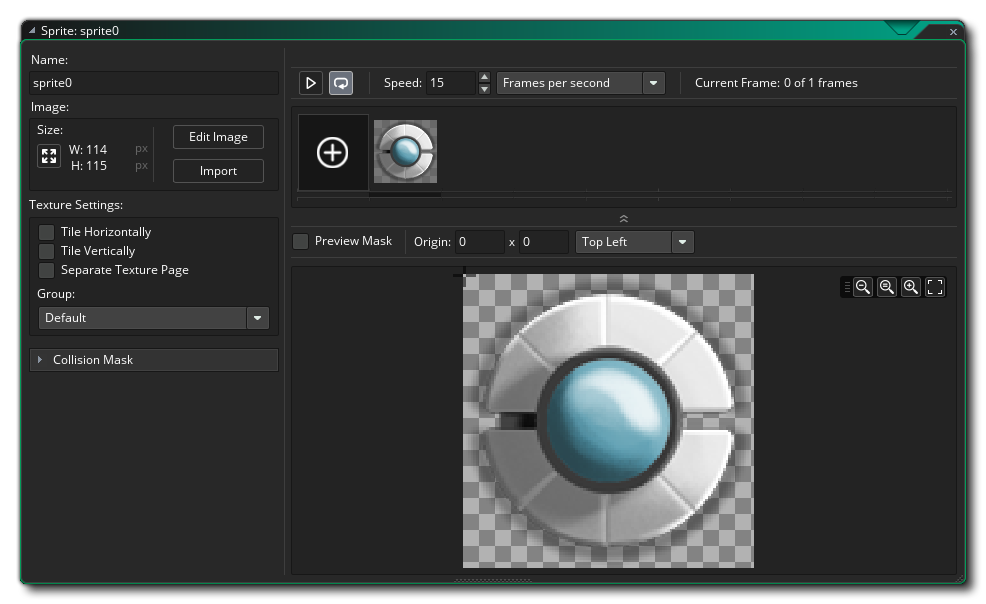 Sprite: sprite0
Name:
sprite0
Image:
Size:
W: 114 px
H: 115 px
Edit Image
Import
Texture Settings:
Tile Horizontally
Tile Vertically
Separate Texture Page
Group:
Default
Collision Mask
Speed: 15 Frames per second Current Frame: 0 of 1 frames
Preview Mask Origin: 0 x 0 Top Left